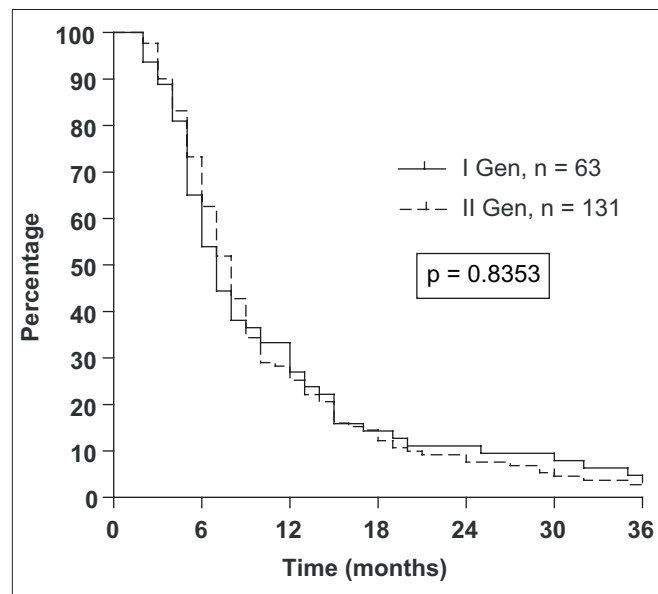 100
90
80
70
60
50
40
30
20
10
0
Percentage
I Gen, n = 63
II Gen, n = 131
p = 0.8353
0 6 12 18 24 30 36
Time (months)